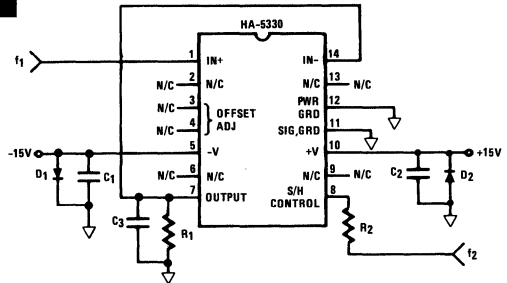 HA-5330
f1
1 IN+
IN- 14
N/C 2 N/C
N/C 13 N/C
N/C 3
PWR GRD 12
OFFSET ADJ
N/C 4
SIG,GRD 11
-15V
5 -V
+V 10
+15V
D1
C1
N/C 6 N/C
N/C 9 N/C
C2
D2
7 OUTPUT
S/H CONTROL 8
C3
R1
R2
f2